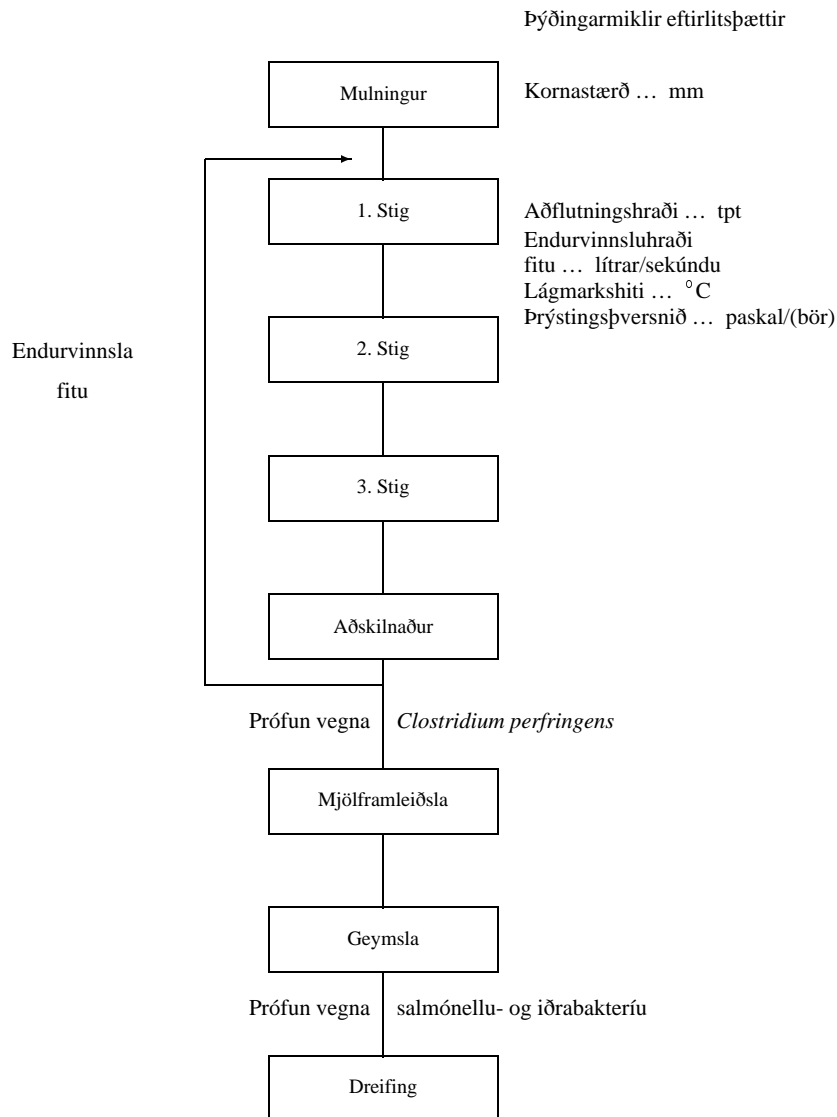 Þýðingarmiklir eftirlitsþættir
Mulningur
Kornastærð … mm
1. Stig
Aðflutningshraði … tpt
Endurvinnsluhraði
fitu … lítrar/sekúndu
Lágmarkshiti … °C
Þrýstingsþversnið … paskal/(bör)
2. Stig
Endurvinnsla
fitu
3. Stig
Aðskilnaður
Prófun vegna Clostridium perfringens
Mjölframleiðsla
Geymsla
Prófun vegna salmónellu- og iðrabakteríu
Dreifing